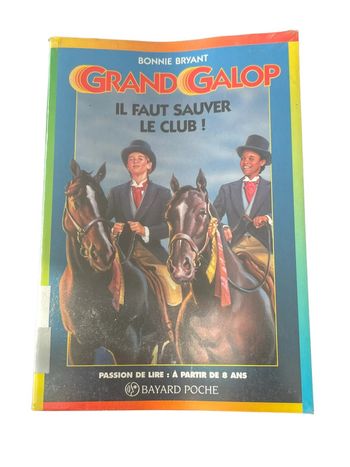 BONNIE BRYANT
GRAND GALOP
IL FAUT SAUVER
LE CLUB !
PASSION DE LIRE : À PARTIR DE 8 ANS
BAYARD POCHE